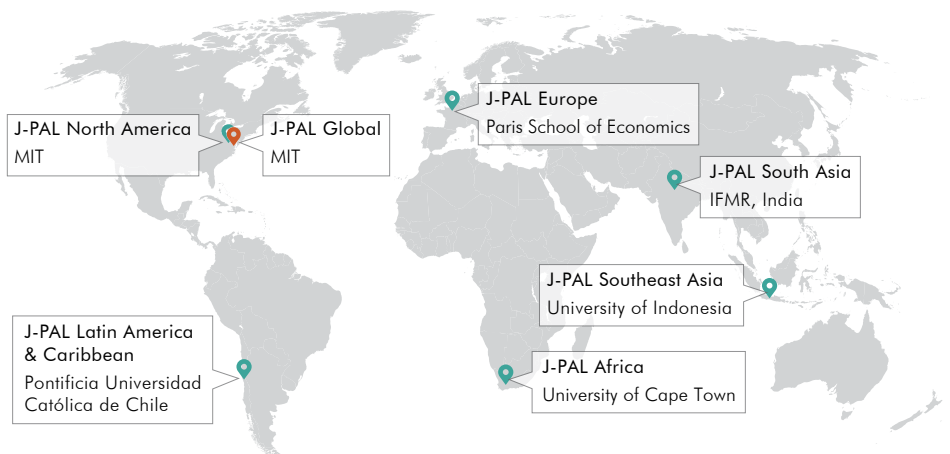 J-PAL North America
MIT
J-PAL Global
MIT
J-PAL Europe
Paris School of Economics
J-PAL South Asia
IFMR, India
J-PAL Southeast Asia
University of Indonesia
J-PAL Latin America
& Caribbean
Pontificia Universidad
Católica de Chile
J-PAL Africa
University of Cape Town